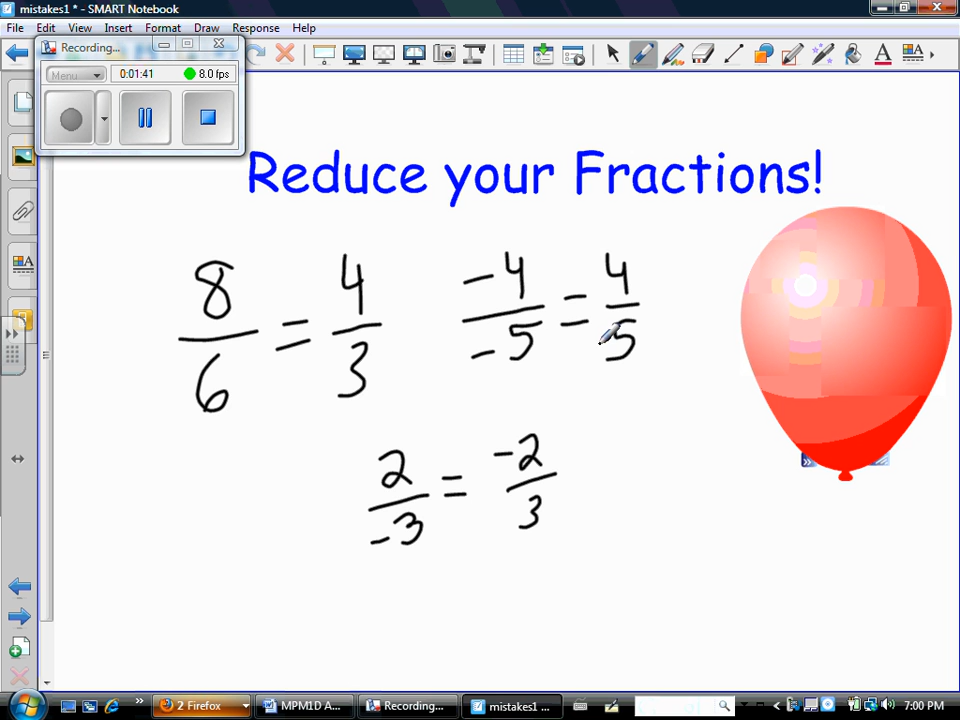 mistakes1 * - SMART Notebook
File Edit View Insert Format Draw Response Help
Recording...
Menu 0:01:41 8.0 fps
Reduce your Fractions!
8/6 = 4/3 -4/-5 = 4/5
2/-3 = -2/3
2 Firefox MPM1D A... Recording... mistakes1 ... 7:00 PM